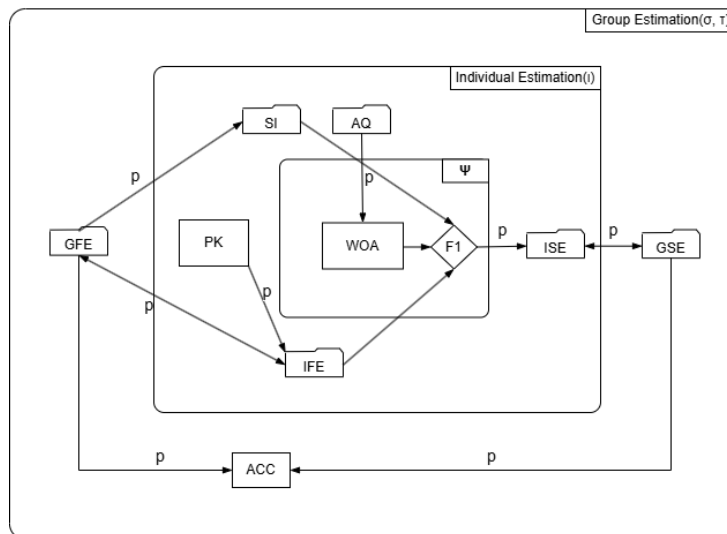 Group Estimation(σ, τ)
Individual Estimation(ι)
SI
AQ
p
p
Ψ
GFE
PK
WOA
F1
p
ISE
p
GSE
p
p
IFE
p
ACC
p